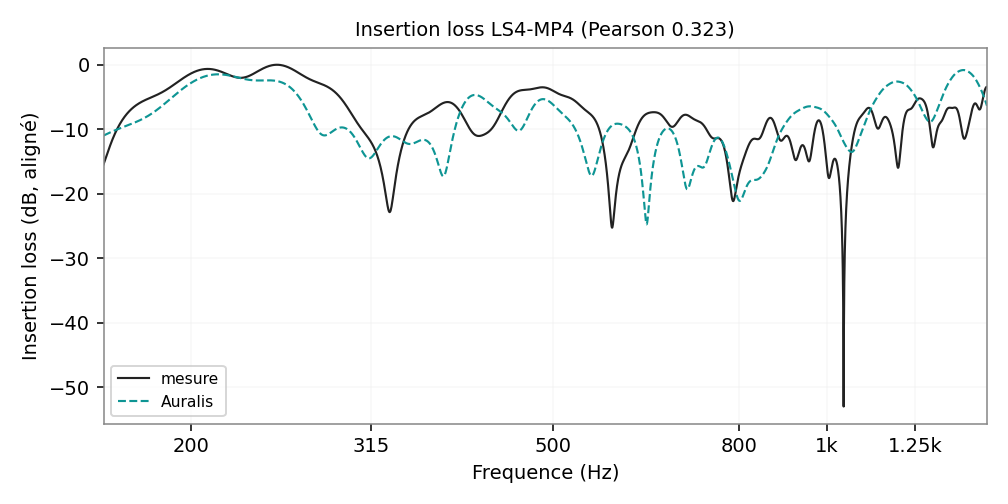 Insertion loss LS4-MP4 (Pearson 0.323)
Insertion loss (dB, aligné)
0
−10
−20
−30
−40
−50
mesure
Auralis
200
315
500
800
1k
1.25k
Frequence (Hz)